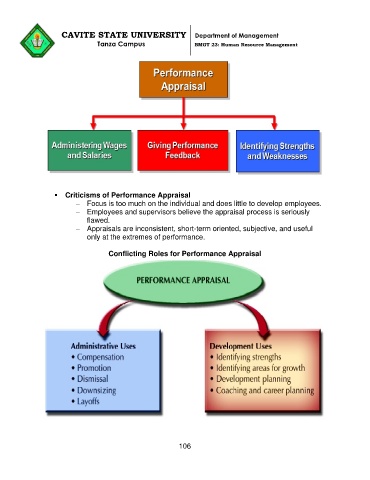 CAVITE STATE UNIVERSITY
Tanza Campus
Department of Management
BMGT 23: Human Resource Management
Performance
Appraisal
Administering Wages
and Salaries
Giving Performance
Feedback
Identifying Strengths
and Weaknesses
▪ Criticisms of Performance Appraisal
– Focus is too much on the individual and does little to develop employees.
– Employees and supervisors believe the appraisal process is seriously
flawed.
– Appraisals are inconsistent, short-term oriented, subjective, and useful
only at the extremes of performance.
Conflicting Roles for Performance Appraisal
PERFORMANCE APPRAISAL
Administrative Uses
• Compensation
• Promotion
• Dismissal
• Downsizing
• Layoffs
Development Uses
• Identifying strengths
• Identifying areas for growth
• Development planning
• Coaching and career planning
106